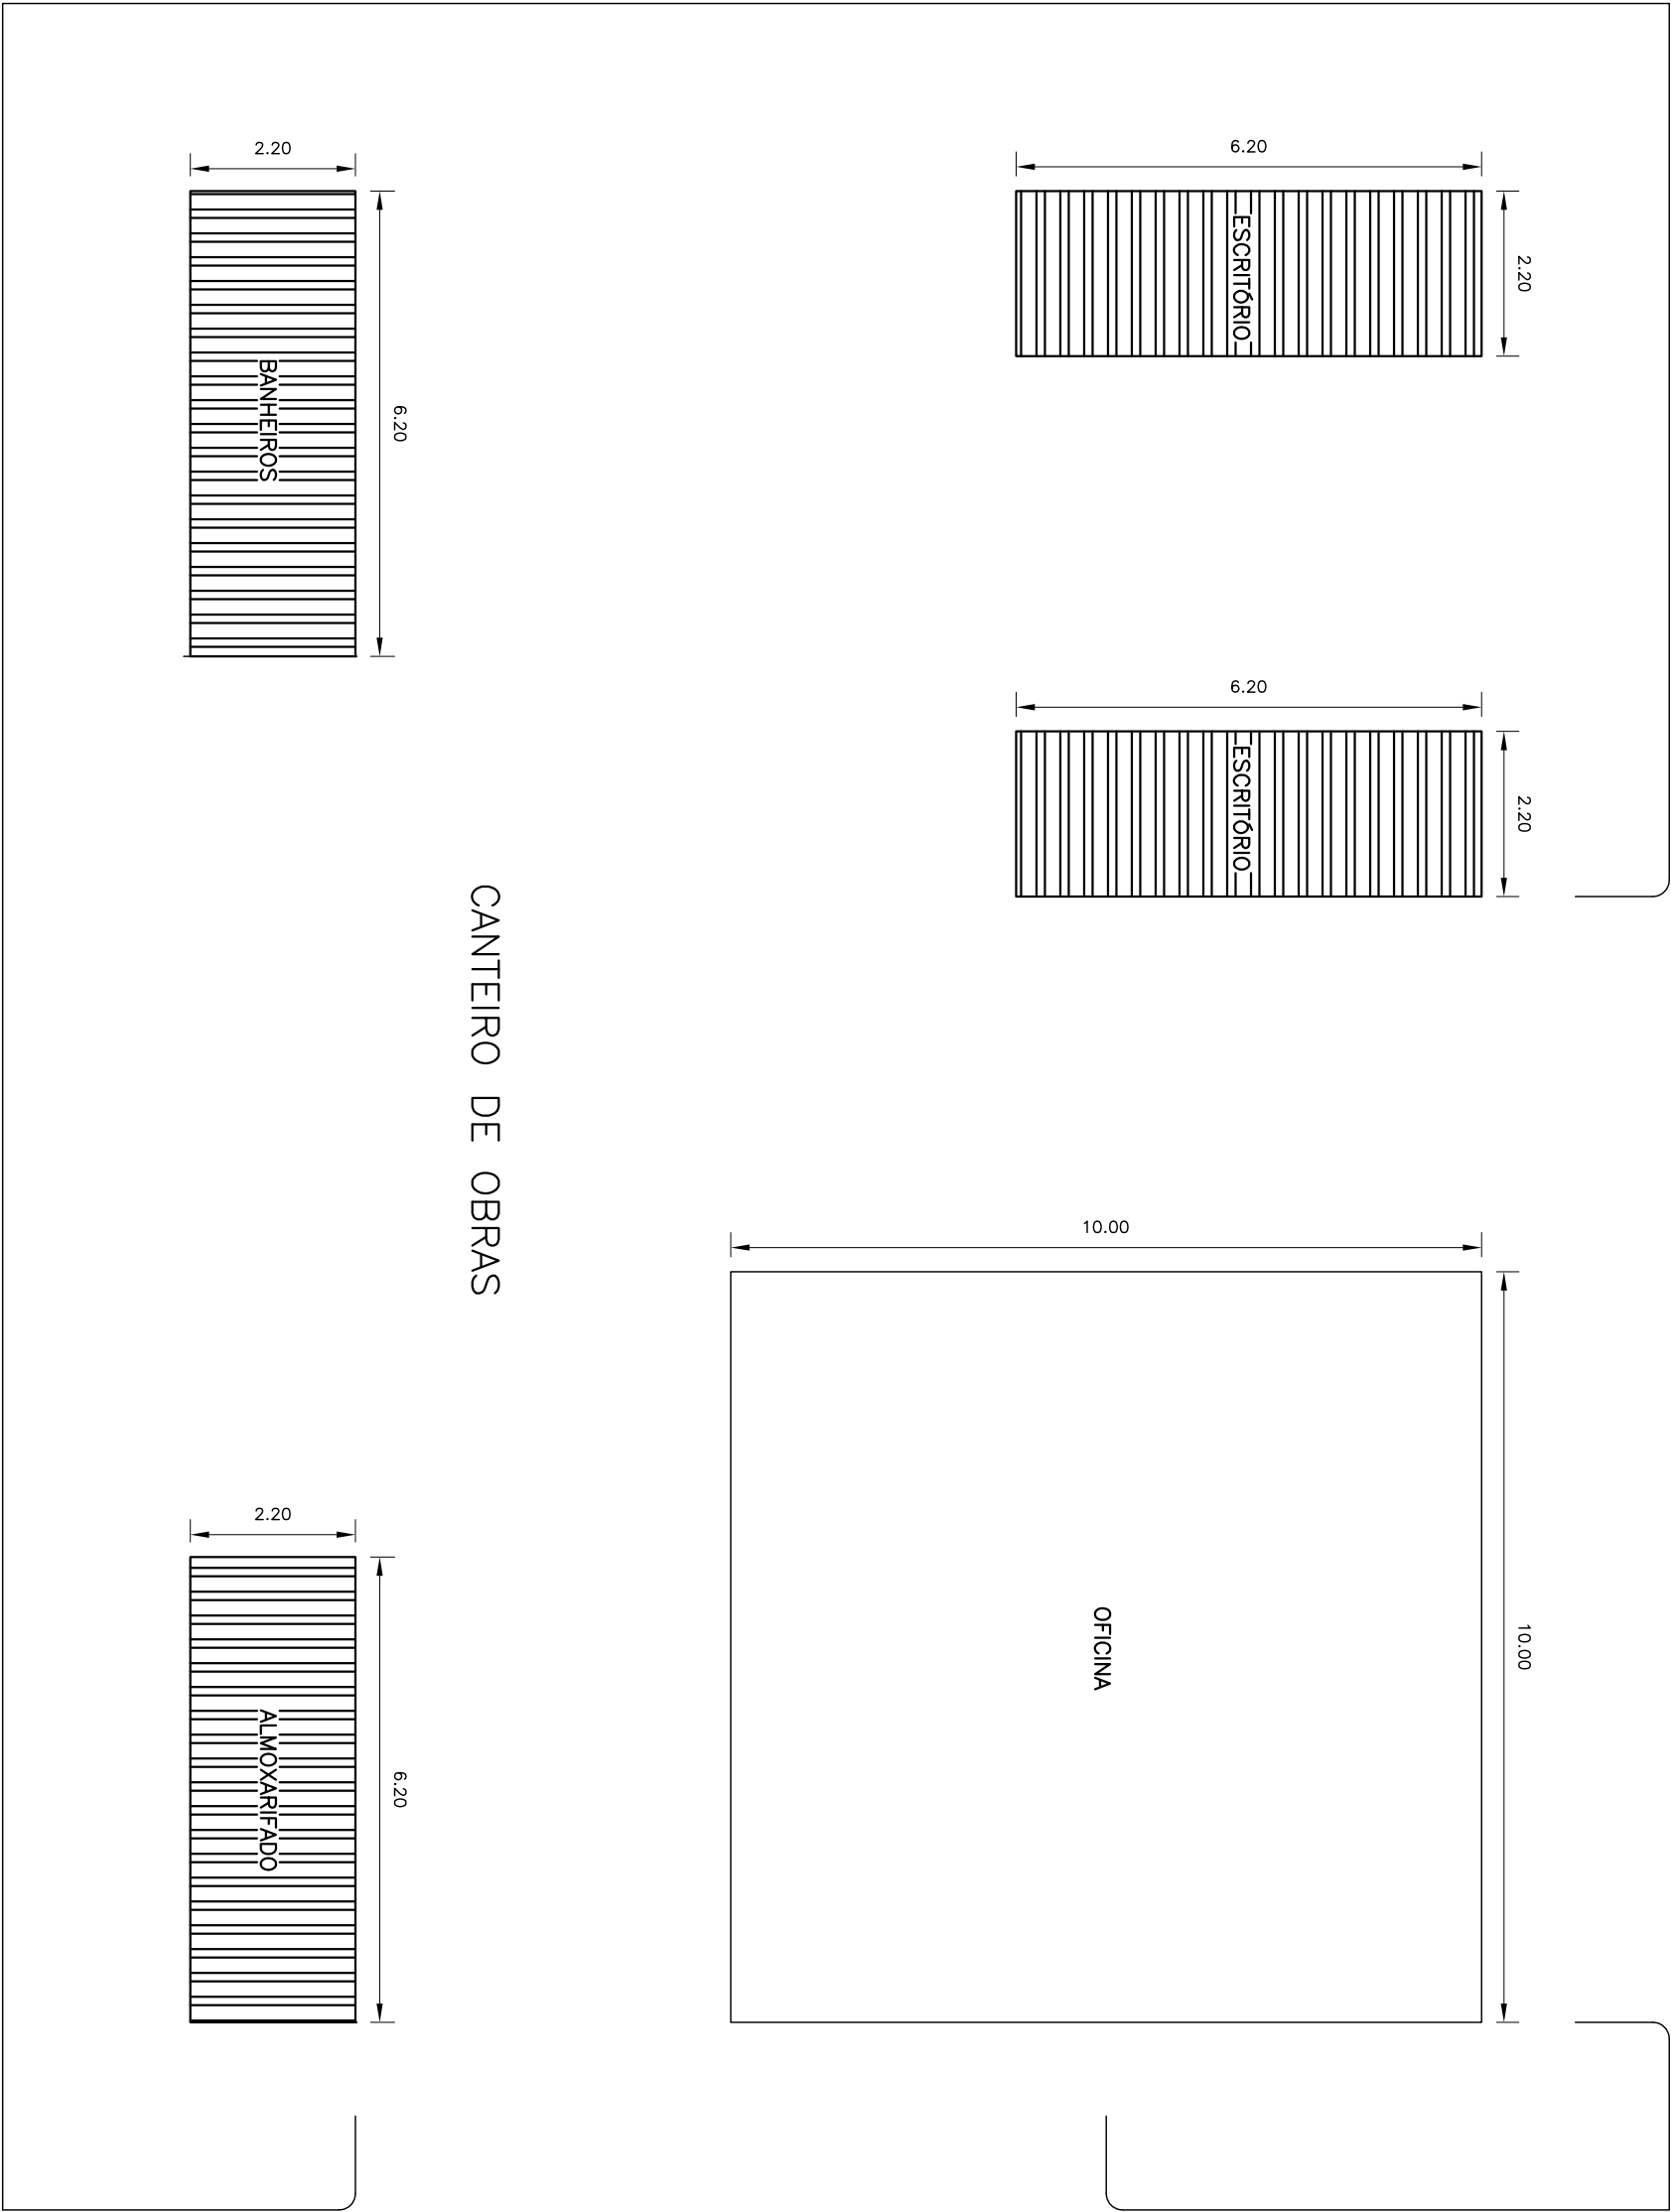 2.20
6.20
BANHEIROS
6.20
2.20
ESCRITÓRIO
6.20
2.20
ESCRITÓRIO
CANTEIRO DE OBRAS
10.00
10.00
OFICINA
2.20
6.20
ALMOXARIFADO